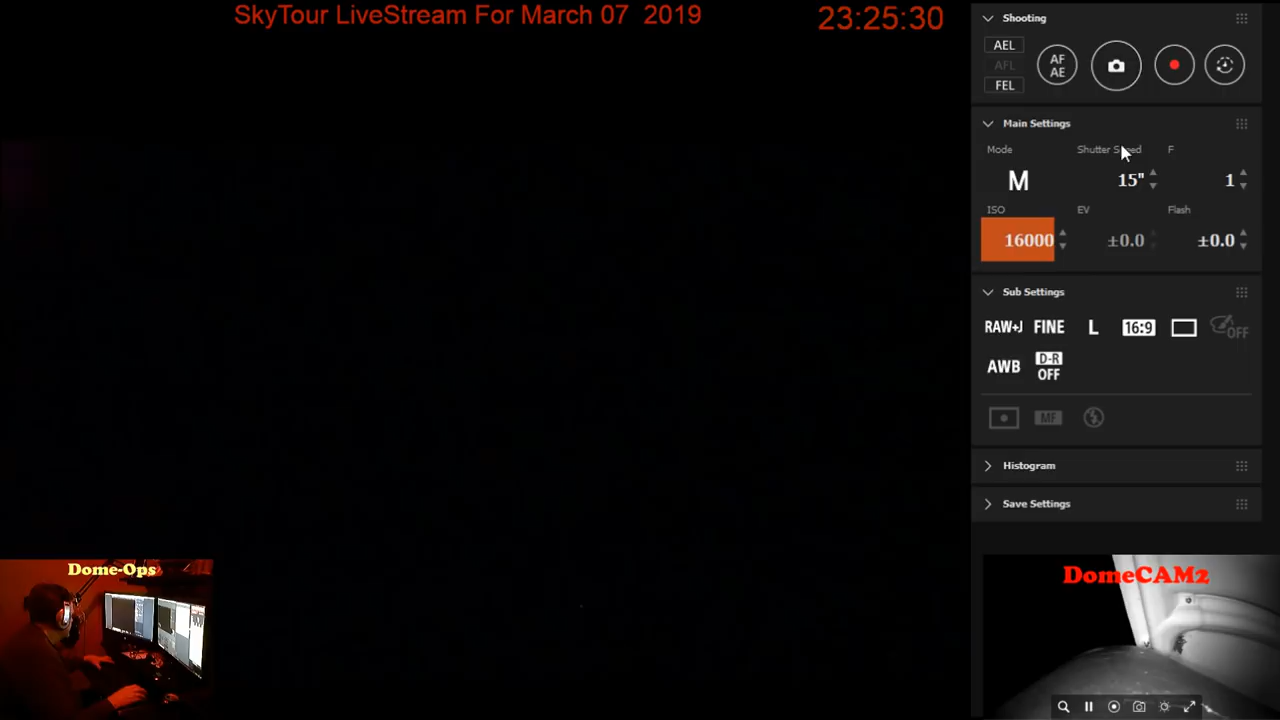 SkyTour LiveStream For March 07 2019
23:25:30
Shooting
AEL
AFL
FEL
AF
AE
Main Settings
Mode Shutter Speed F
M 15" 1
ISO EV Flash
16000 ±0.0 ±0.0
Sub Settings
RAW+J FINE L 16:9 OFF
AWB D-R
OFF
MF
Histogram
Save Settings
Dome-Ops
DomeCAM2